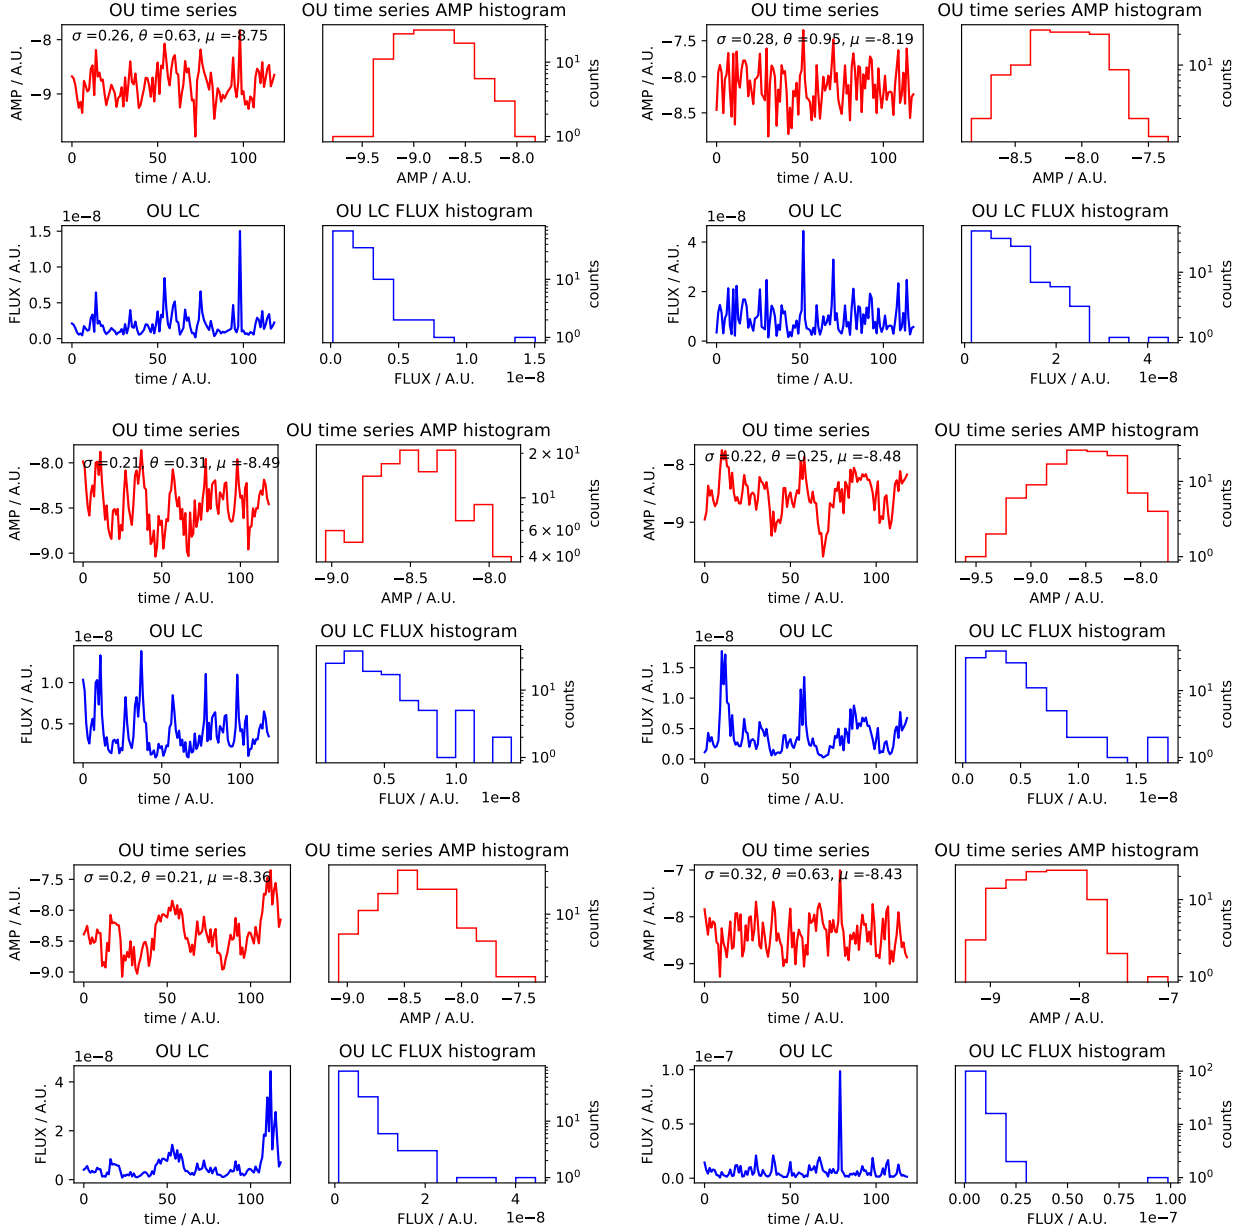 OU time series
OU time series AMP histogram
σ =0.26, θ =0.63, μ =-8.75
AMP / A.U.
−8
−9
0 50 100
time / A.U.
−9.5 −9.0 −8.5 −8.0
AMP / A.U.
10¹
10⁰
counts
OU time series
OU time series AMP histogram
σ =0.28, θ =0.95, μ =-8.19
AMP / A.U.
−7.5
−8.0
−8.5
0 50 100
time / A.U.
−8.5 −8.0 −7.5
AMP / A.U.
10¹
counts
OU LC
OU LC FLUX histogram
1e−8
FLUX / A.U.
1.5
1.0
0.5
0.0
0 50 100
time / A.U.
0.0 0.5 1.0 1.5
FLUX / A.U.
1e−8
10¹
10⁰
counts
OU LC
OU LC FLUX histogram
1e−8
FLUX / A.U.
4
2
0
0 50 100
time / A.U.
0 2 4
FLUX / A.U.
1e−8
10¹
10⁰
counts
OU time series
OU time series AMP histogram
σ =0.21, θ =0.31, μ =-8.49
AMP / A.U.
−8.0
−8.5
−9.0
0 50 100
time / A.U.
−9.0 −8.5 −8.0
AMP / A.U.
2 × 10¹
10¹
6 × 10⁰
4 × 10⁰
counts
OU time series
OU time series AMP histogram
σ =0.22, θ =0.25, μ =-8.48
AMP / A.U.
−8
−9
0 50 100
time / A.U.
−9.5 −9.0 −8.5 −8.0
AMP / A.U.
10¹
10⁰
counts
OU LC
OU LC FLUX histogram
1e−8
FLUX / A.U.
1.0
0.5
0 50 100
time / A.U.
0.5 1.0
FLUX / A.U.
1e−8
10¹
10⁰
counts
OU LC
OU LC FLUX histogram
1e−8
FLUX / A.U.
1.5
1.0
0.5
0.0
0 50 100
time / A.U.
0.0 0.5 1.0 1.5
FLUX / A.U.
1e−8
10¹
10⁰
counts
OU time series
OU time series AMP histogram
σ =0.2, θ =0.21, μ =-8.36
AMP / A.U.
−7.5
−8.0
−8.5
−9.0
0 50 100
time / A.U.
−9.0 −8.5 −8.0 −7.5
AMP / A.U.
10¹
counts
OU time series
OU time series AMP histogram
σ =0.32, θ =0.63, μ =-8.43
AMP / A.U.
−7
−8
−9
0 50 100
time / A.U.
−9 −8 −7
AMP / A.U.
10¹
10⁰
counts
OU LC
OU LC FLUX histogram
1e−8
FLUX / A.U.
4
2
0
0 50 100
time / A.U.
0 2 4
FLUX / A.U.
1e−8
10¹
10⁰
counts
OU LC
OU LC FLUX histogram
1e−7
FLUX / A.U.
1.0
0.5
0.0
0 50 100
time / A.U.
0.00 0.25 0.50 0.75 1.00
FLUX / A.U.
1e−7
10²
10¹
10⁰
counts